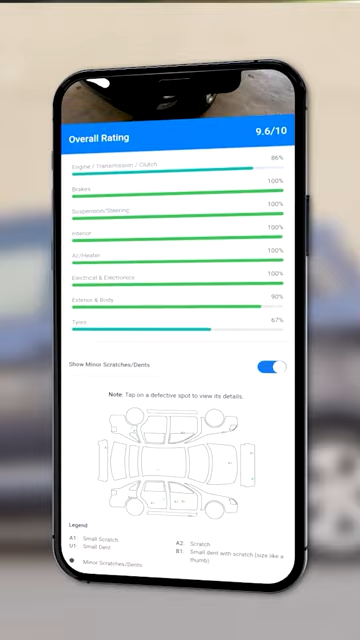 Overall Rating 9.6/10
Engine / Transmission / Clutch 86%
Brakes 100%
Suspension/Steering 100%
Interior 100%
Ac/Heater 100%
Electrical & Electronics 100%
Exterior & Body 90%
Tyres 67%
Show Minor Scratches/Dents
Note: Tap on a defective spot to view its details.
Legend
A1: Small Scratch A2: Scratch
U1: Small Dent B1: Small dent with scratch (size like a
thumb)
Minor Scratches/Dents